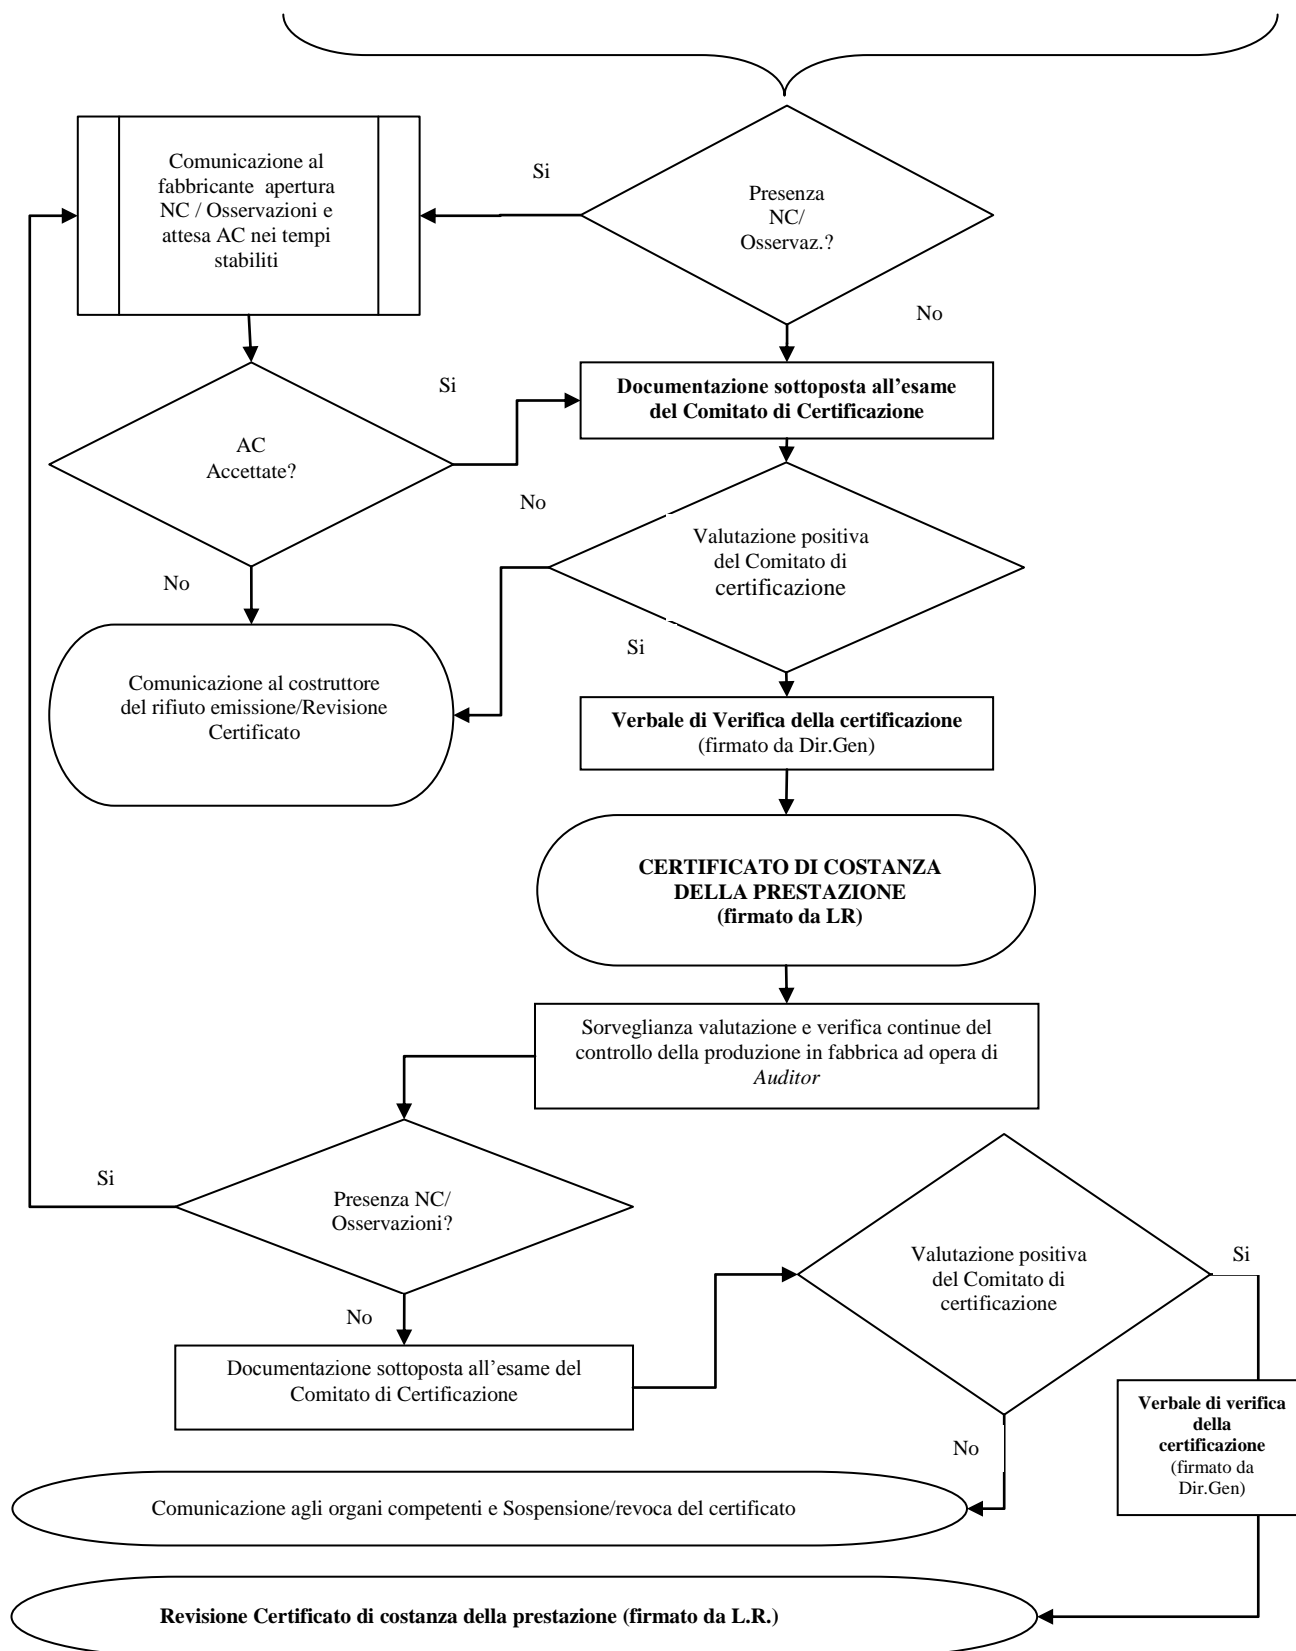 Comunicazione al
fabbricante apertura
NC / Osservazioni e
attesa AC nei tempi
stabiliti
Si
Presenza
NC/
Osservaz.?
No
Si
Documentazione sottoposta all’esame
del Comitato di Certificazione
AC
Accettate?
No
Valutazione positiva
del Comitato di
certificazione
No
Si
Comunicazione al costruttore
del rifiuto emissione/Revisione
Certificato
Verbale di Verifica della certificazione
(firmato da Dir.Gen)
CERTIFICATO DI COSTANZA
DELLA PRESTAZIONE
(firmato da LR)
Sorveglianza valutazione e verifica continue del
controllo della produzione in fabbrica ad opera di
Auditor
Si
Presenza NC/
Osservazioni?
Valutazione positiva
del Comitato di
certificazione
Si
No
Documentazione sottoposta all’esame del
Comitato di Certificazione
Verbale di verifica
della
certificazione
(firmato da
Dir.Gen)
No
Comunicazione agli organi competenti e Sospensione/revoca del certificato
Revisione Certificato di costanza della prestazione (firmato da L.R.)